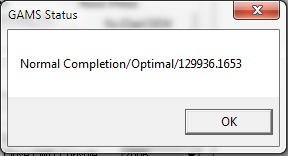 GAMS Status
Normal Completion/Optimal/129936.1653
OK